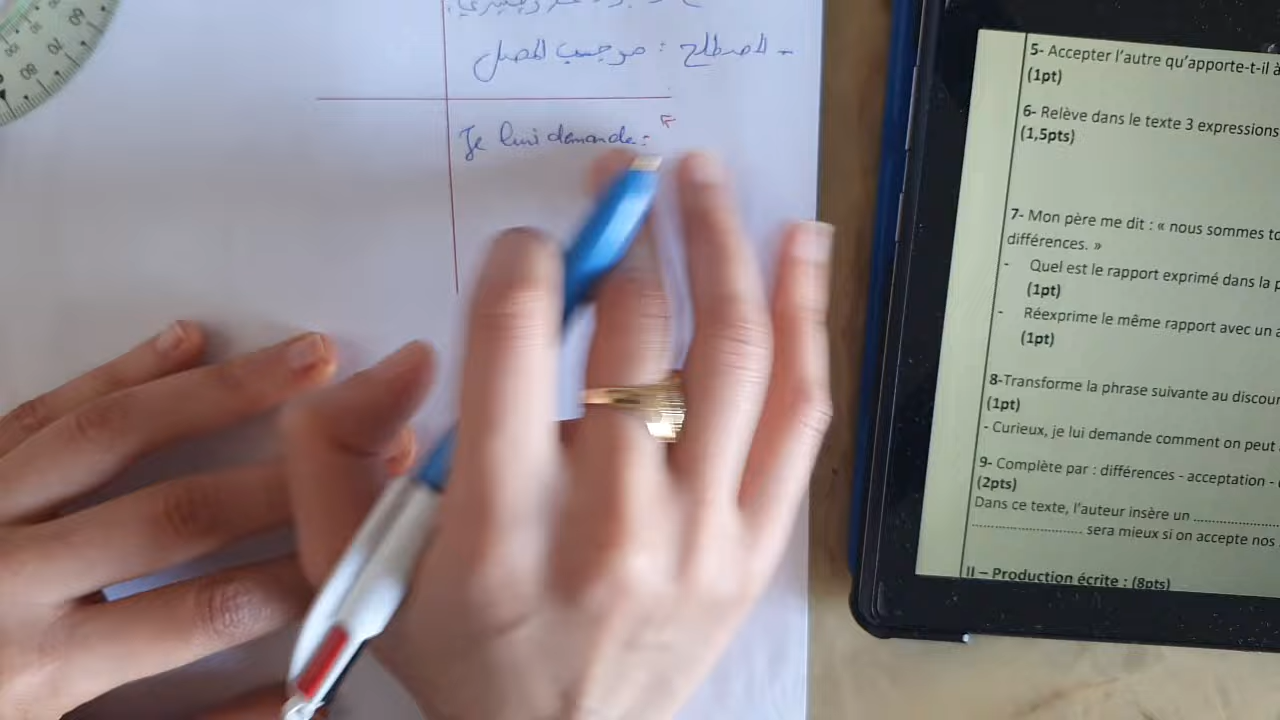 - المصطلح : موجب المصل
Je lui demande :
5- Accepter l'autre qu'apporte-t-il à
(1pt)
6- Relève dans le texte 3 expressions
(1,5pts)
7- Mon père me dit : « nous sommes to
différences. »
- Quel est le rapport exprimé dans la p
(1pt)
- Réexprime le même rapport avec un a
(1pt)
8-Transforme la phrase suivante au discour
(1pt)
- Curieux, je lui demande comment on peut
9- Complète par : différences - acceptation -
(2pts)
Dans ce texte, l'auteur insère un ......................
........................... sera mieux si on accepte nos
II – Production écrite : (8pts)
60
70
80